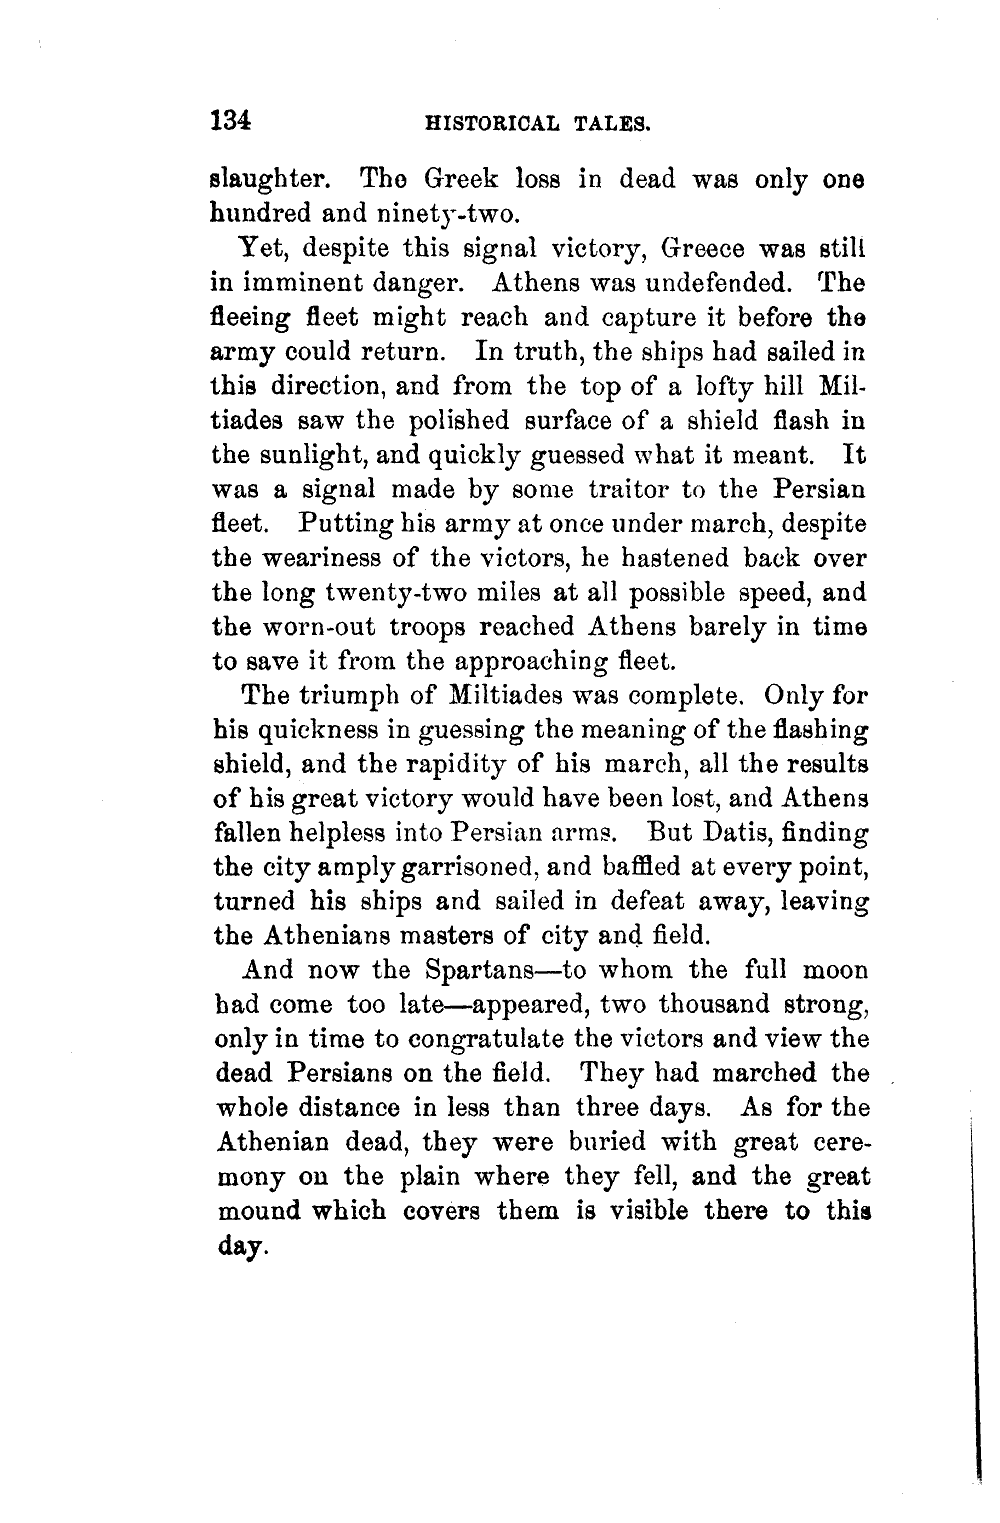 134 HISTORICAL TALES.
slaughter. The Greek loss in dead was only one
hundred and ninety-two.
Yet, despite this signal victory, Greece was still
in imminent danger. Athens was undefended. The
fleeing fleet might reach and capture it before the
army could return. In truth, the ships had sailed in
this direction, and from the top of a lofty hill Mil-
tiades saw the polished surface of a shield flash in
the sunlight, and quickly guessed what it meant. It
was a signal made by some traitor to the Persian
fleet. Putting his army at once under march, despite
the weariness of the victors, he hastened back over
the long twenty-two miles at all possible speed, and
the worn-out troops reached Athens barely in time
to save it from the approaching fleet.
The triumph of Miltiades was complete. Only for
his quickness in guessing the meaning of the flashing
shield, and the rapidity of his march, all the results
of his great victory would have been lost, and Athens
fallen helpless into Persian arms. But Datis, finding
the city amply garrisoned, and baffled at every point,
turned his ships and sailed in defeat away, leaving
the Athenians masters of city and field.
And now the Spartans—to whom the full moon
had come too late—appeared, two thousand strong,
only in time to congratulate the victors and view the
dead Persians on the field. They had marched the
whole distance in less than three days. As for the
Athenian dead, they were buried with great cere-
mony on the plain where they fell, and the great
mound which covers them is visible there to this
day.